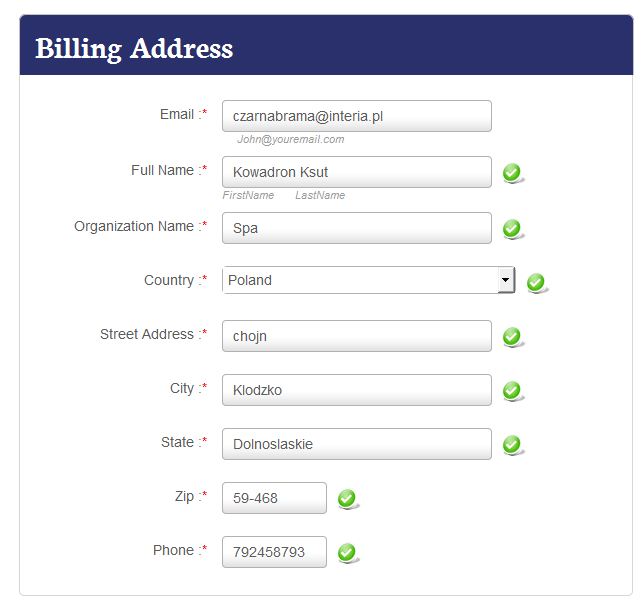 Billing Address
Email :* czarnabrama@interia.pl
John@youremail.com
Full Name :* Kowadron Ksut
FirstName LastName
Organization Name :* Spa
Country :* Poland
Street Address :* chojn
City :* Klodzko
State :* Dolnoslaskie
Zip :* 59-468
Phone :* 792458793